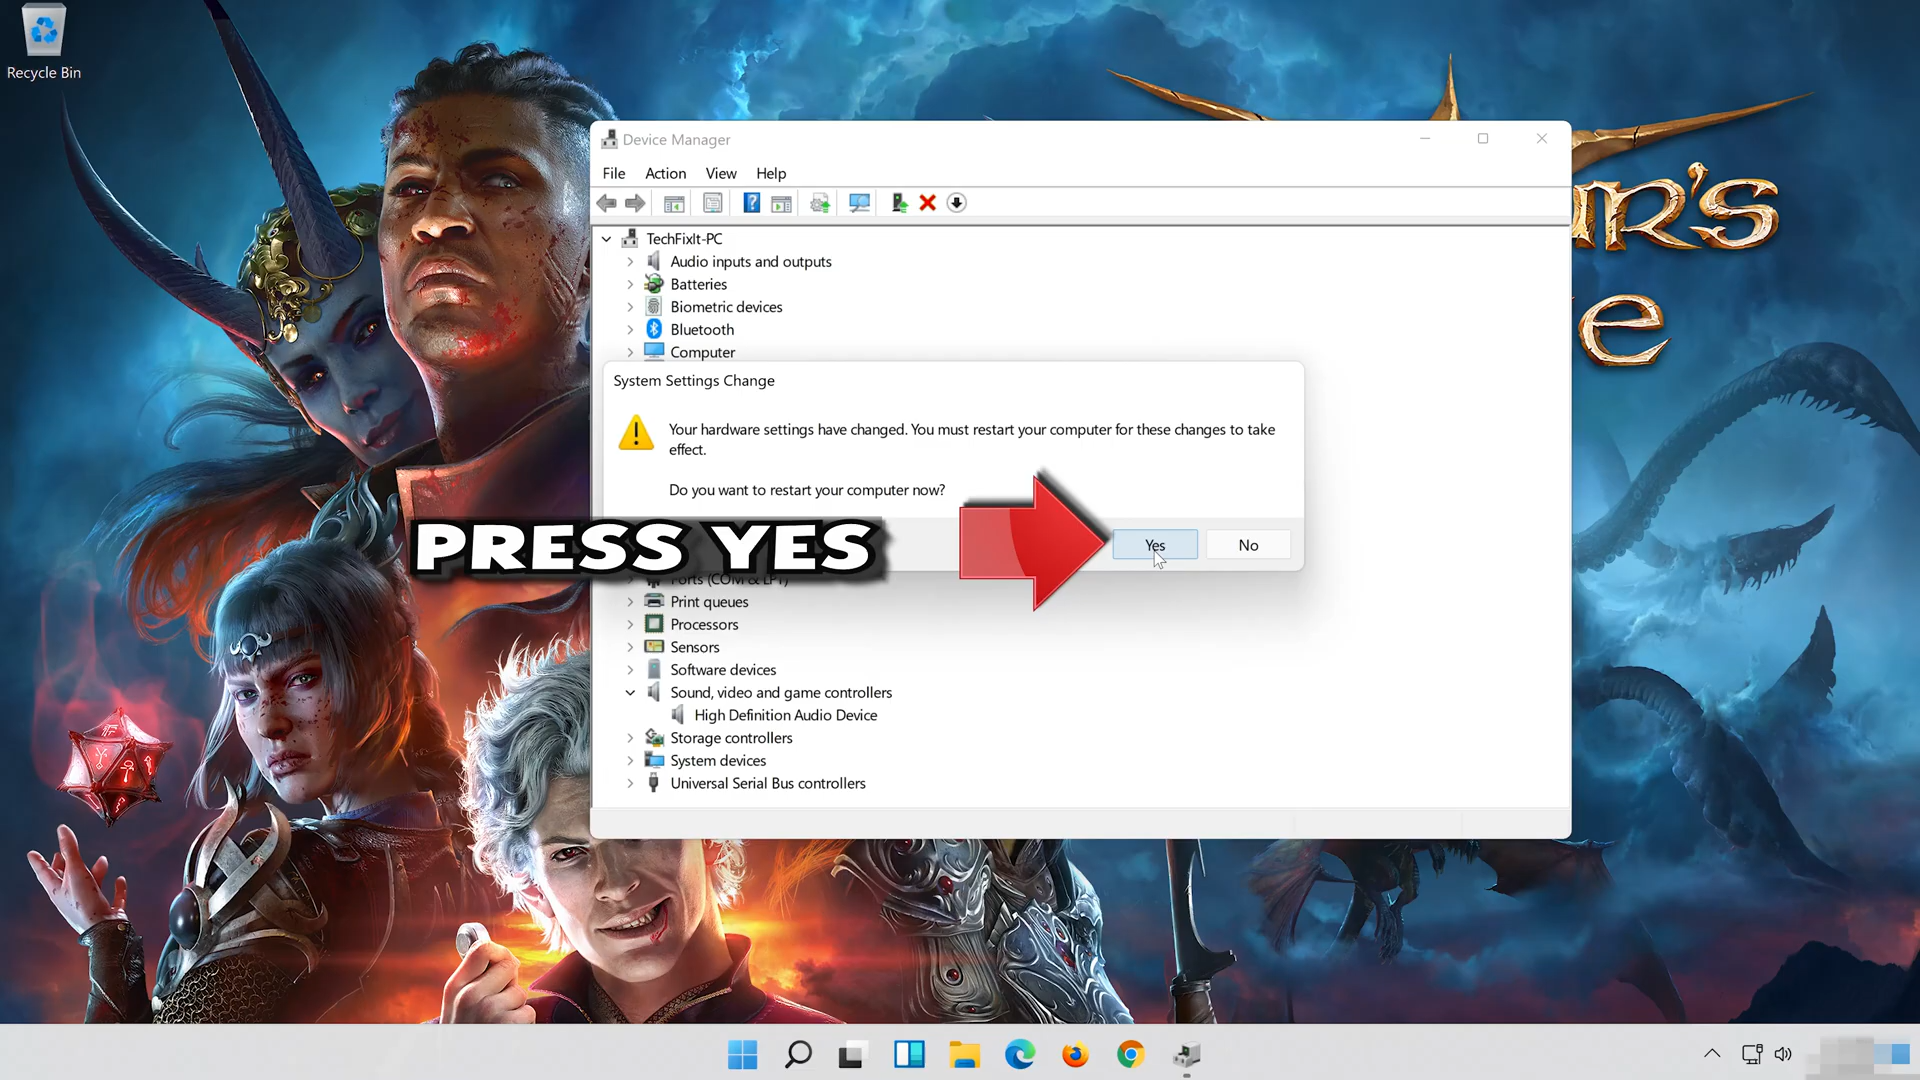 Recycle Bin
Device Manager
File Action View Help
TechFixIt-PC
Audio inputs and outputs
Batteries
Biometric devices
Bluetooth
Computer
System Settings Change
Your hardware settings have changed. You must restart your computer for these changes to take
effect.
Do you want to restart your computer now?
PRESS YES
Yes
No
Ports (COM & LPT)
Print queues
Processors
Sensors
Software devices
Sound, video and game controllers
High Definition Audio Device
Storage controllers
System devices
Universal Serial Bus controllers